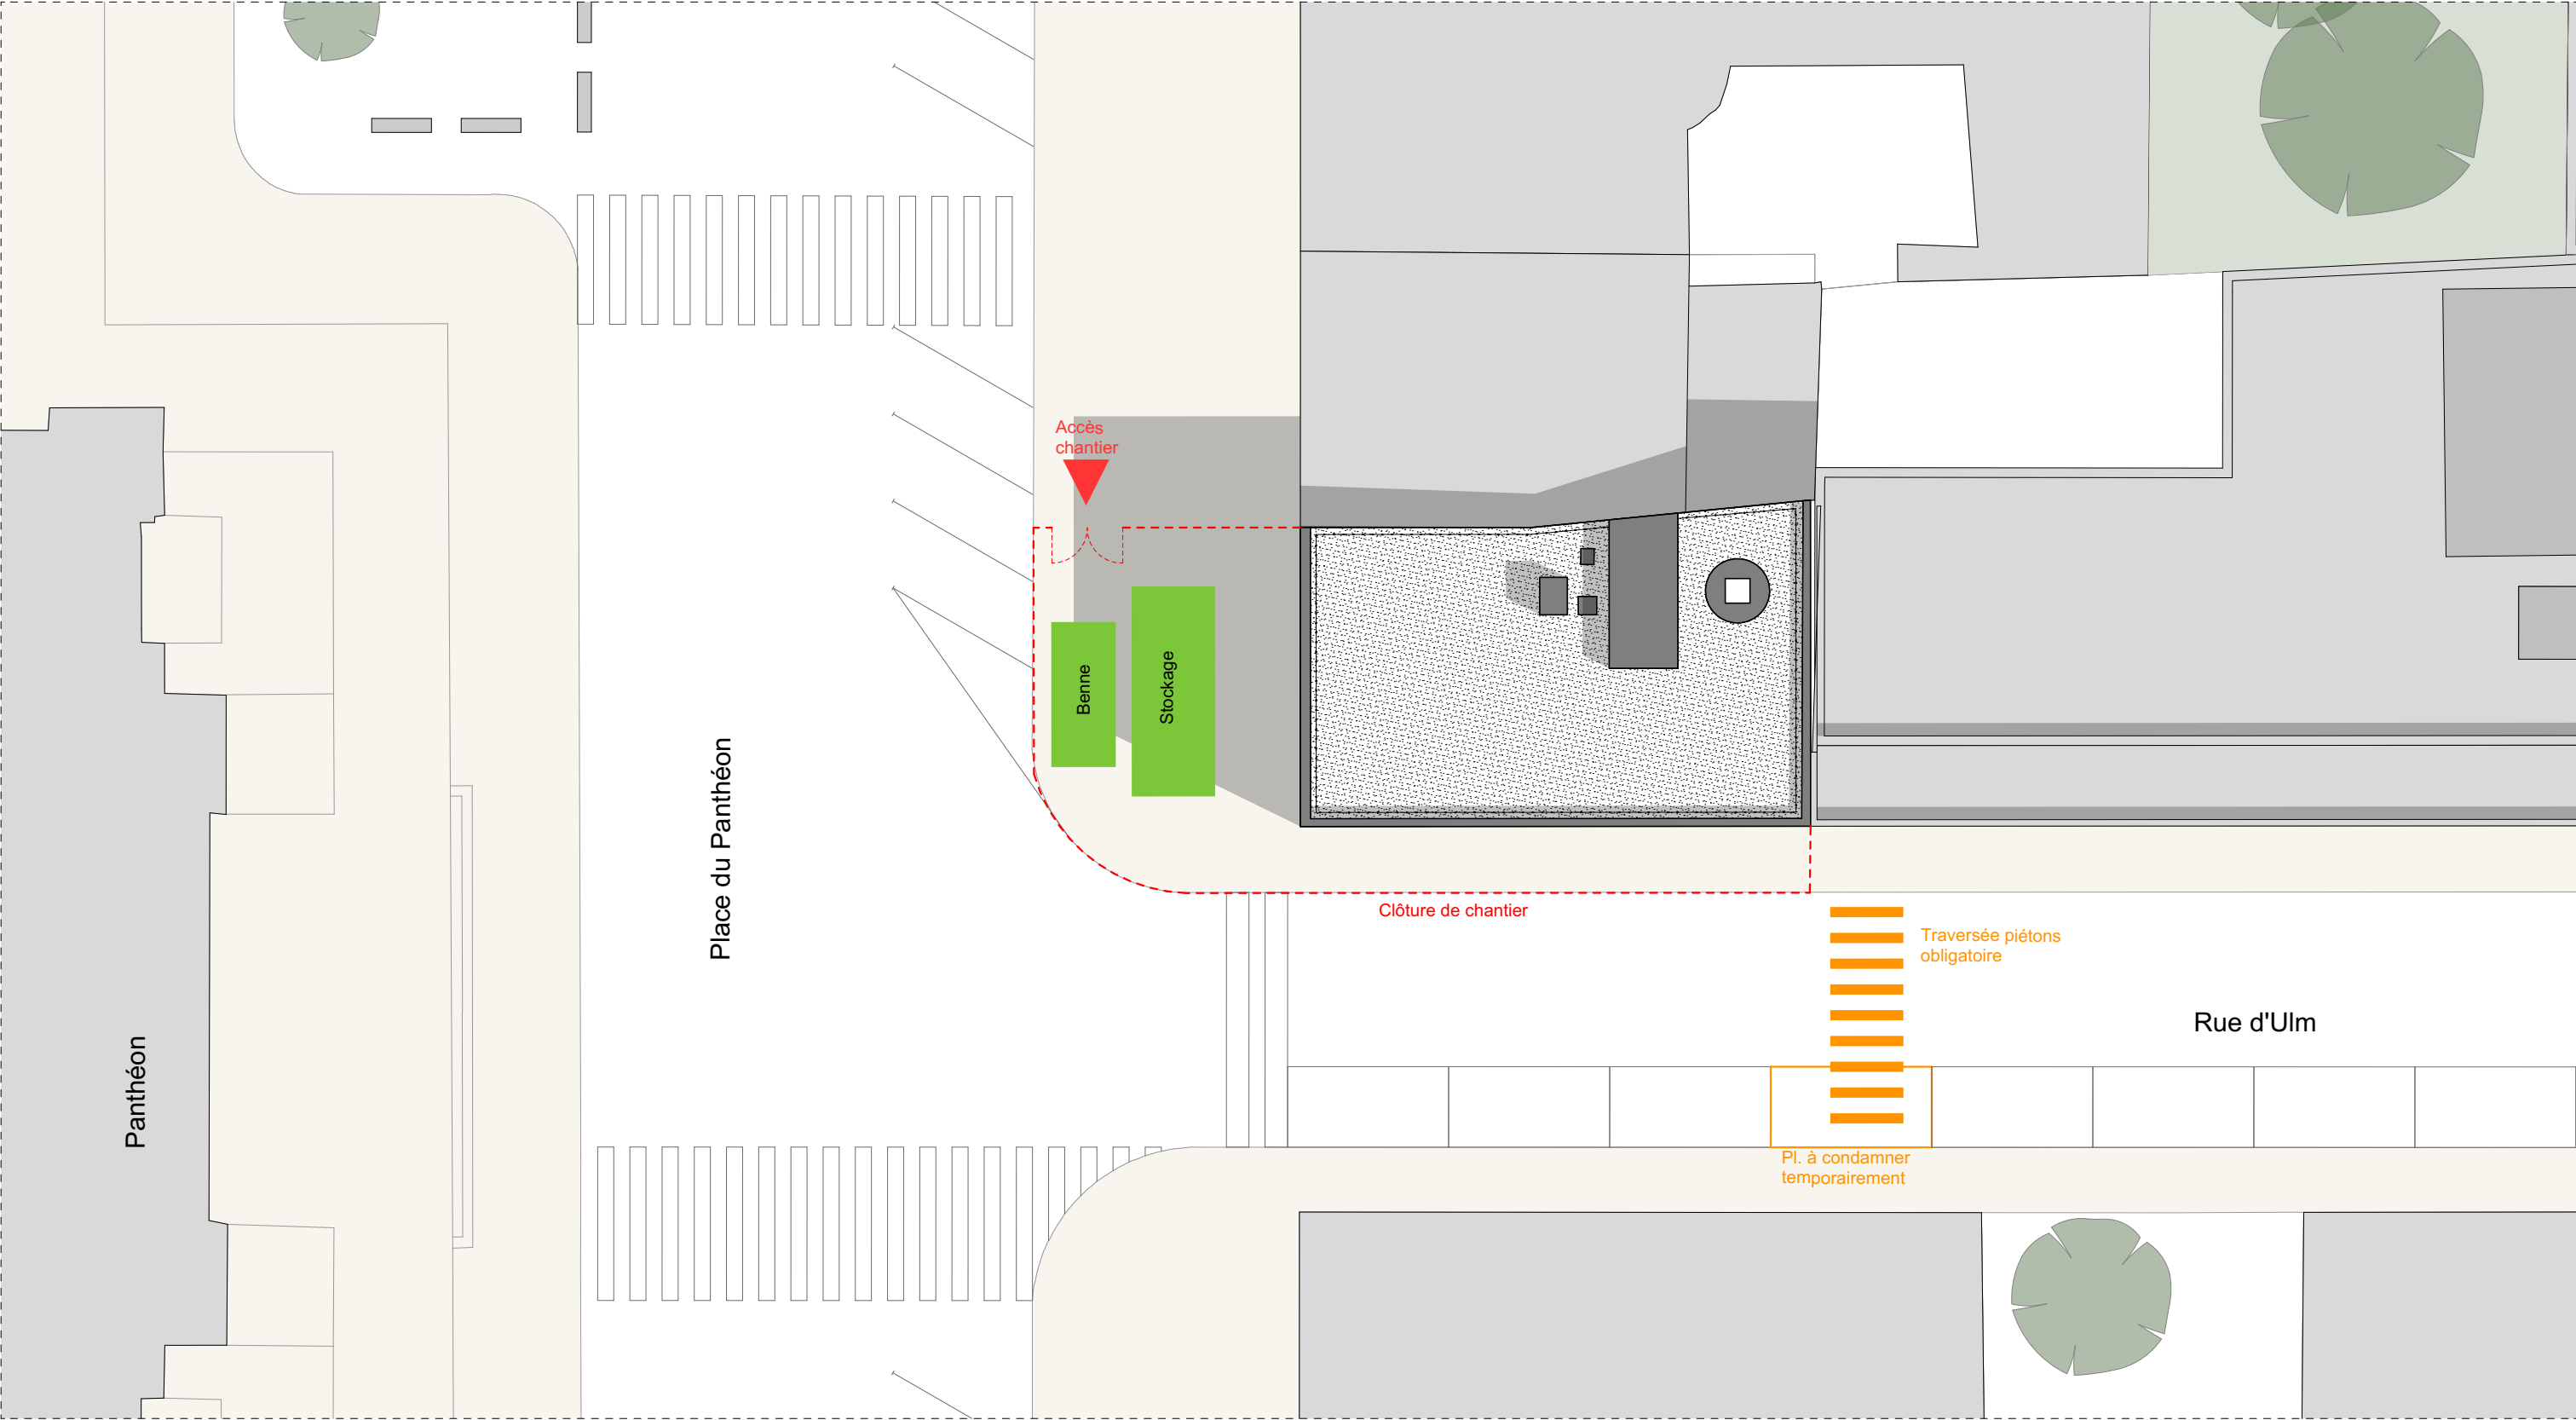 Accès
chantier
Benne
Stockage
Place du Panthéon
Clôture de chantier
Traversée piétons
obligatoire
Rue d'Ulm
Panthéon
Pl. à condamner
temporairement